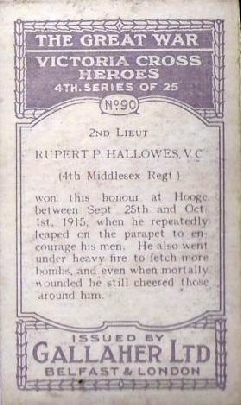 THE GREAT WAR
VICTORIA CROSS
HEROES
4TH. SERIES OF 25
No 90
2ND LIEUT
RUPERT P. HALLOWES, V.C.
(4th Middlesex Regt.)
won this honour at Hooge
between Sept. 25th and Oct.
1st, 1915, when he repeatedly
leaped on the parapet to en-
courage his men. He also went
under heavy fire to fetch more
bombs, and even when mortally
wounded he still cheered those
around him.
ISSUED BY
GALLAHER LTD
BELFAST & LONDON